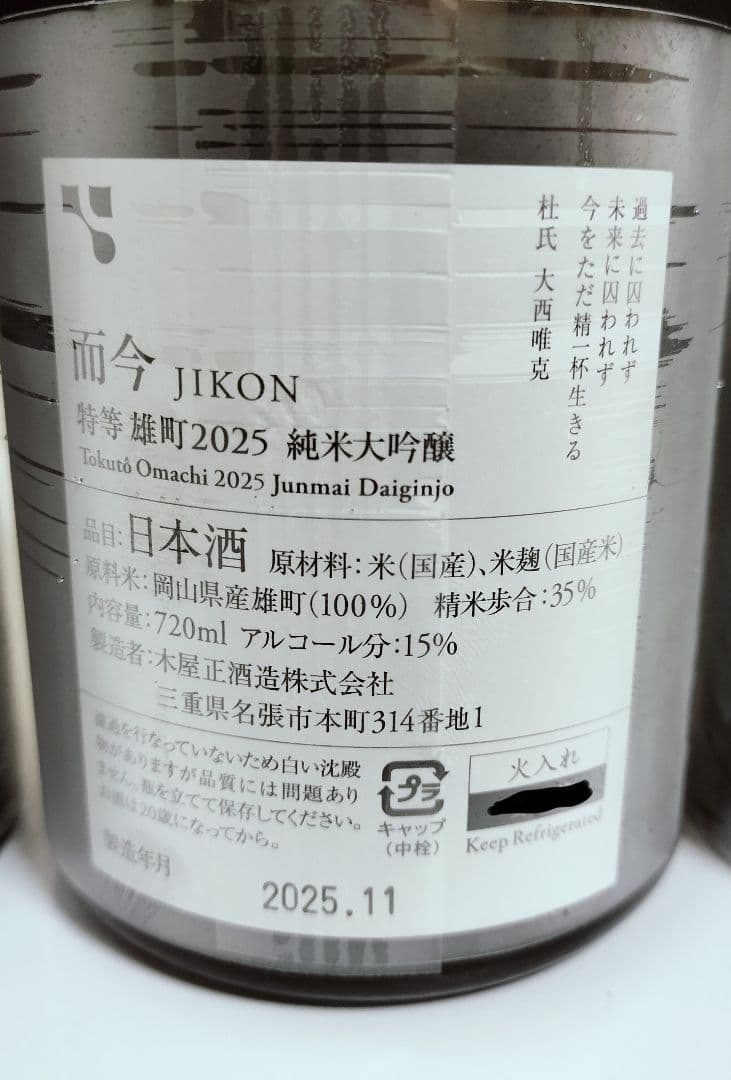 過去に囚われず
未来に囚われず
今をただ精一杯生きる
杜氏 大西唯克
而今 JIKON
特等 雄町2025 純米大吟醸
Tokutô Omachi 2025 Junmai Daiginjo
品目:日本酒 原材料:米(国産)、米麹(国産米)
原料米:岡山県産雄町(100%) 精米歩合:35%
内容量:720ml アルコール分:15%
製造者:木屋正酒造株式会社
三重県名張市本町314番地1
濾過を行なっていないため白い沈殿
物がありますが品質には問題あり
ません。瓶を立てて保存してください。
お酒は20歳になってから。
プラ
キャップ
(中栓)
火入れ
Keep Refrigerated
製造年月
2025.11